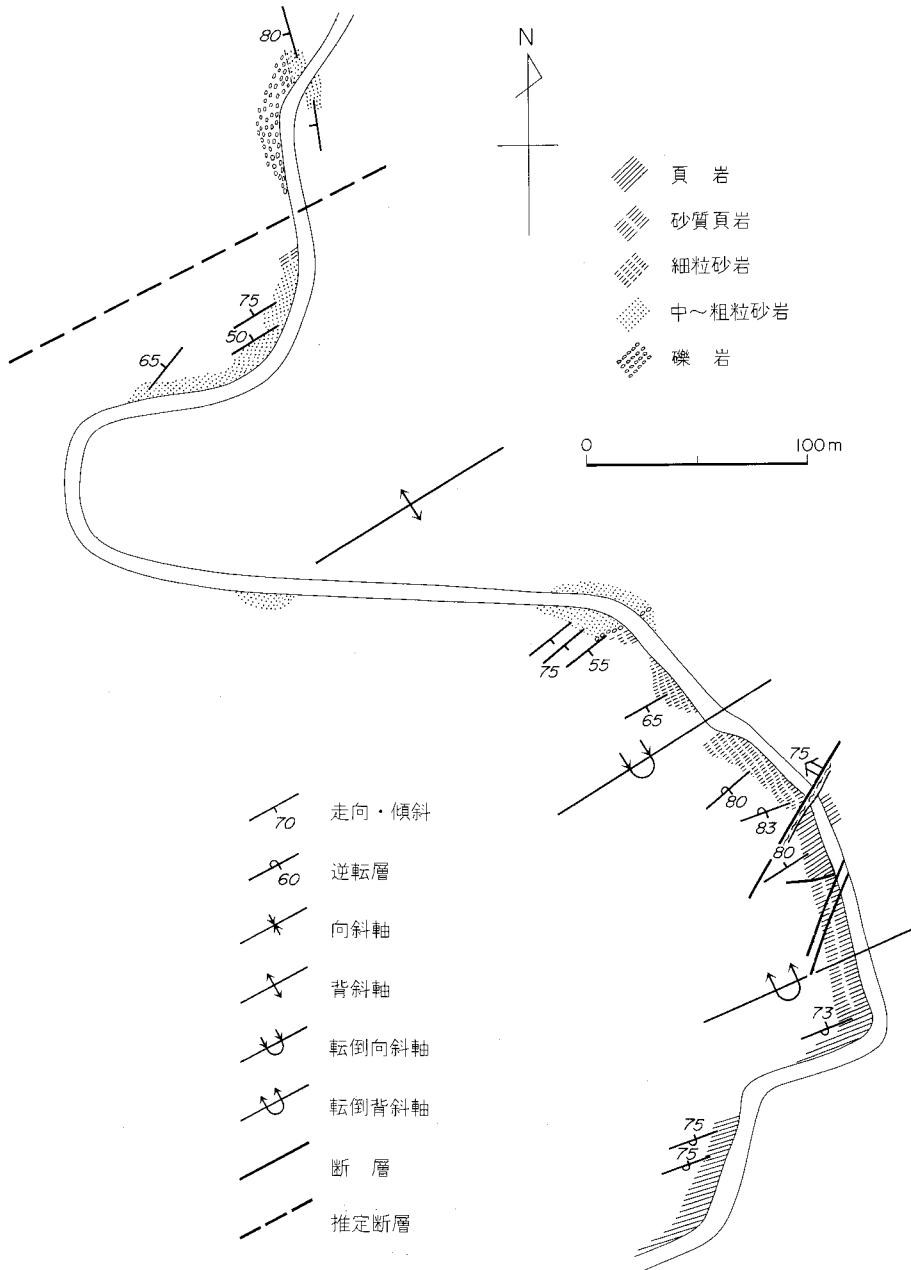 80
N
頁 岩
砂質頁岩
細粒砂岩
中〜粗粒砂岩
礫 岩
75
50
65
0 100m
75
55
65
75
80
83
80
73
75
75
70 走向・傾斜
60 逆転層
向斜軸
背斜軸
転倒向斜軸
転倒背斜軸
断 層
推定断層